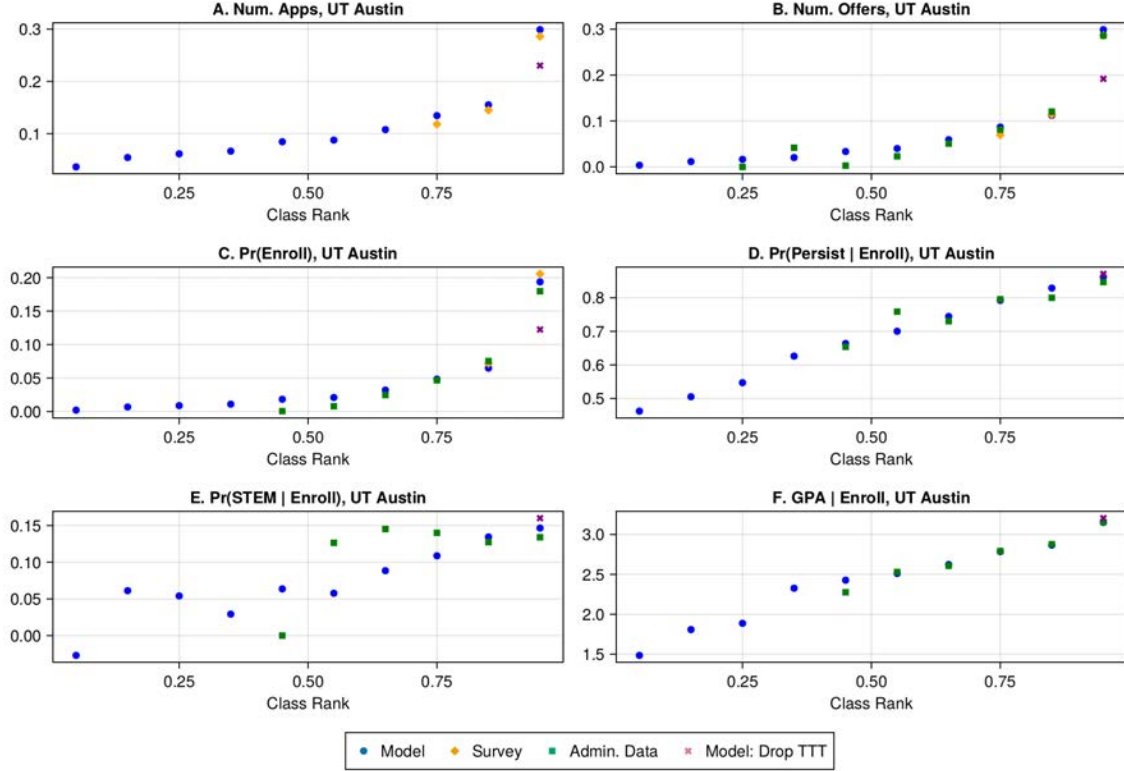 A. Num. Apps, UT Austin
0.3
0.2
0.1
0.25 0.50 0.75
Class Rank
B. Num. Offers, UT Austin
0.3
0.2
0.1
0.0
0.25 0.50 0.75
Class Rank
C. Pr(Enroll), UT Austin
0.20
0.15
0.10
0.05
0.00
0.25 0.50 0.75
Class Rank
D. Pr(Persist | Enroll), UT Austin
0.8
0.7
0.6
0.5
0.25 0.50 0.75
Class Rank
E. Pr(STEM | Enroll), UT Austin
0.15
0.10
0.05
0.00
0.25 0.50 0.75
Class Rank
F. GPA | Enroll, UT Austin
3.0
2.5
2.0
1.5
0.25 0.50 0.75
Class Rank
Model Survey Admin. Data Model: Drop TTT